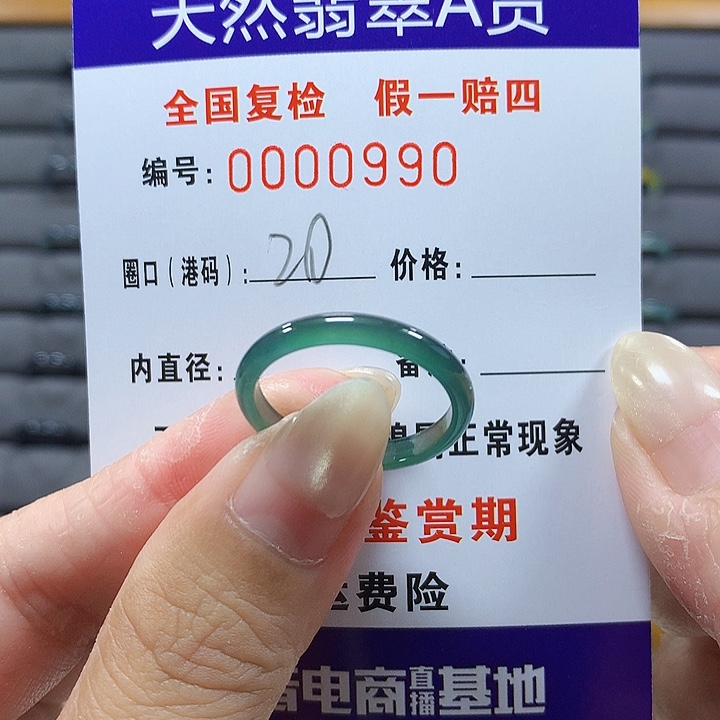 天然翡翠A货
全国复检 假一赔四
编号: 0000990
圈口(港码): 20 价格:
内直径:
正常现象
鉴赏期
运费险
电商直播基地